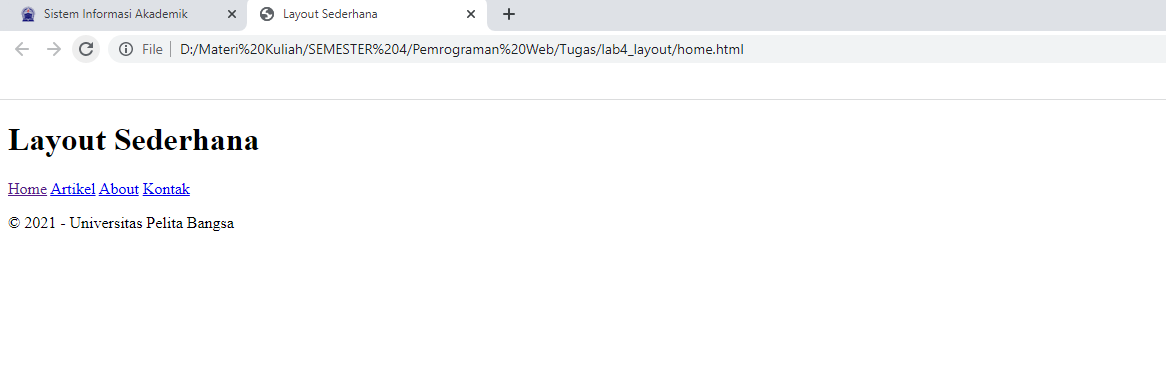 Sistem Informasi Akademik
Layout Sederhana
File
D:/Materi%20Kuliah/SEMESTER%204/Pemrograman%20Web/Tugas/lab4_layout/home.html
Layout Sederhana
Home Artikel About Kontak
© 2021 - Universitas Pelita Bangsa